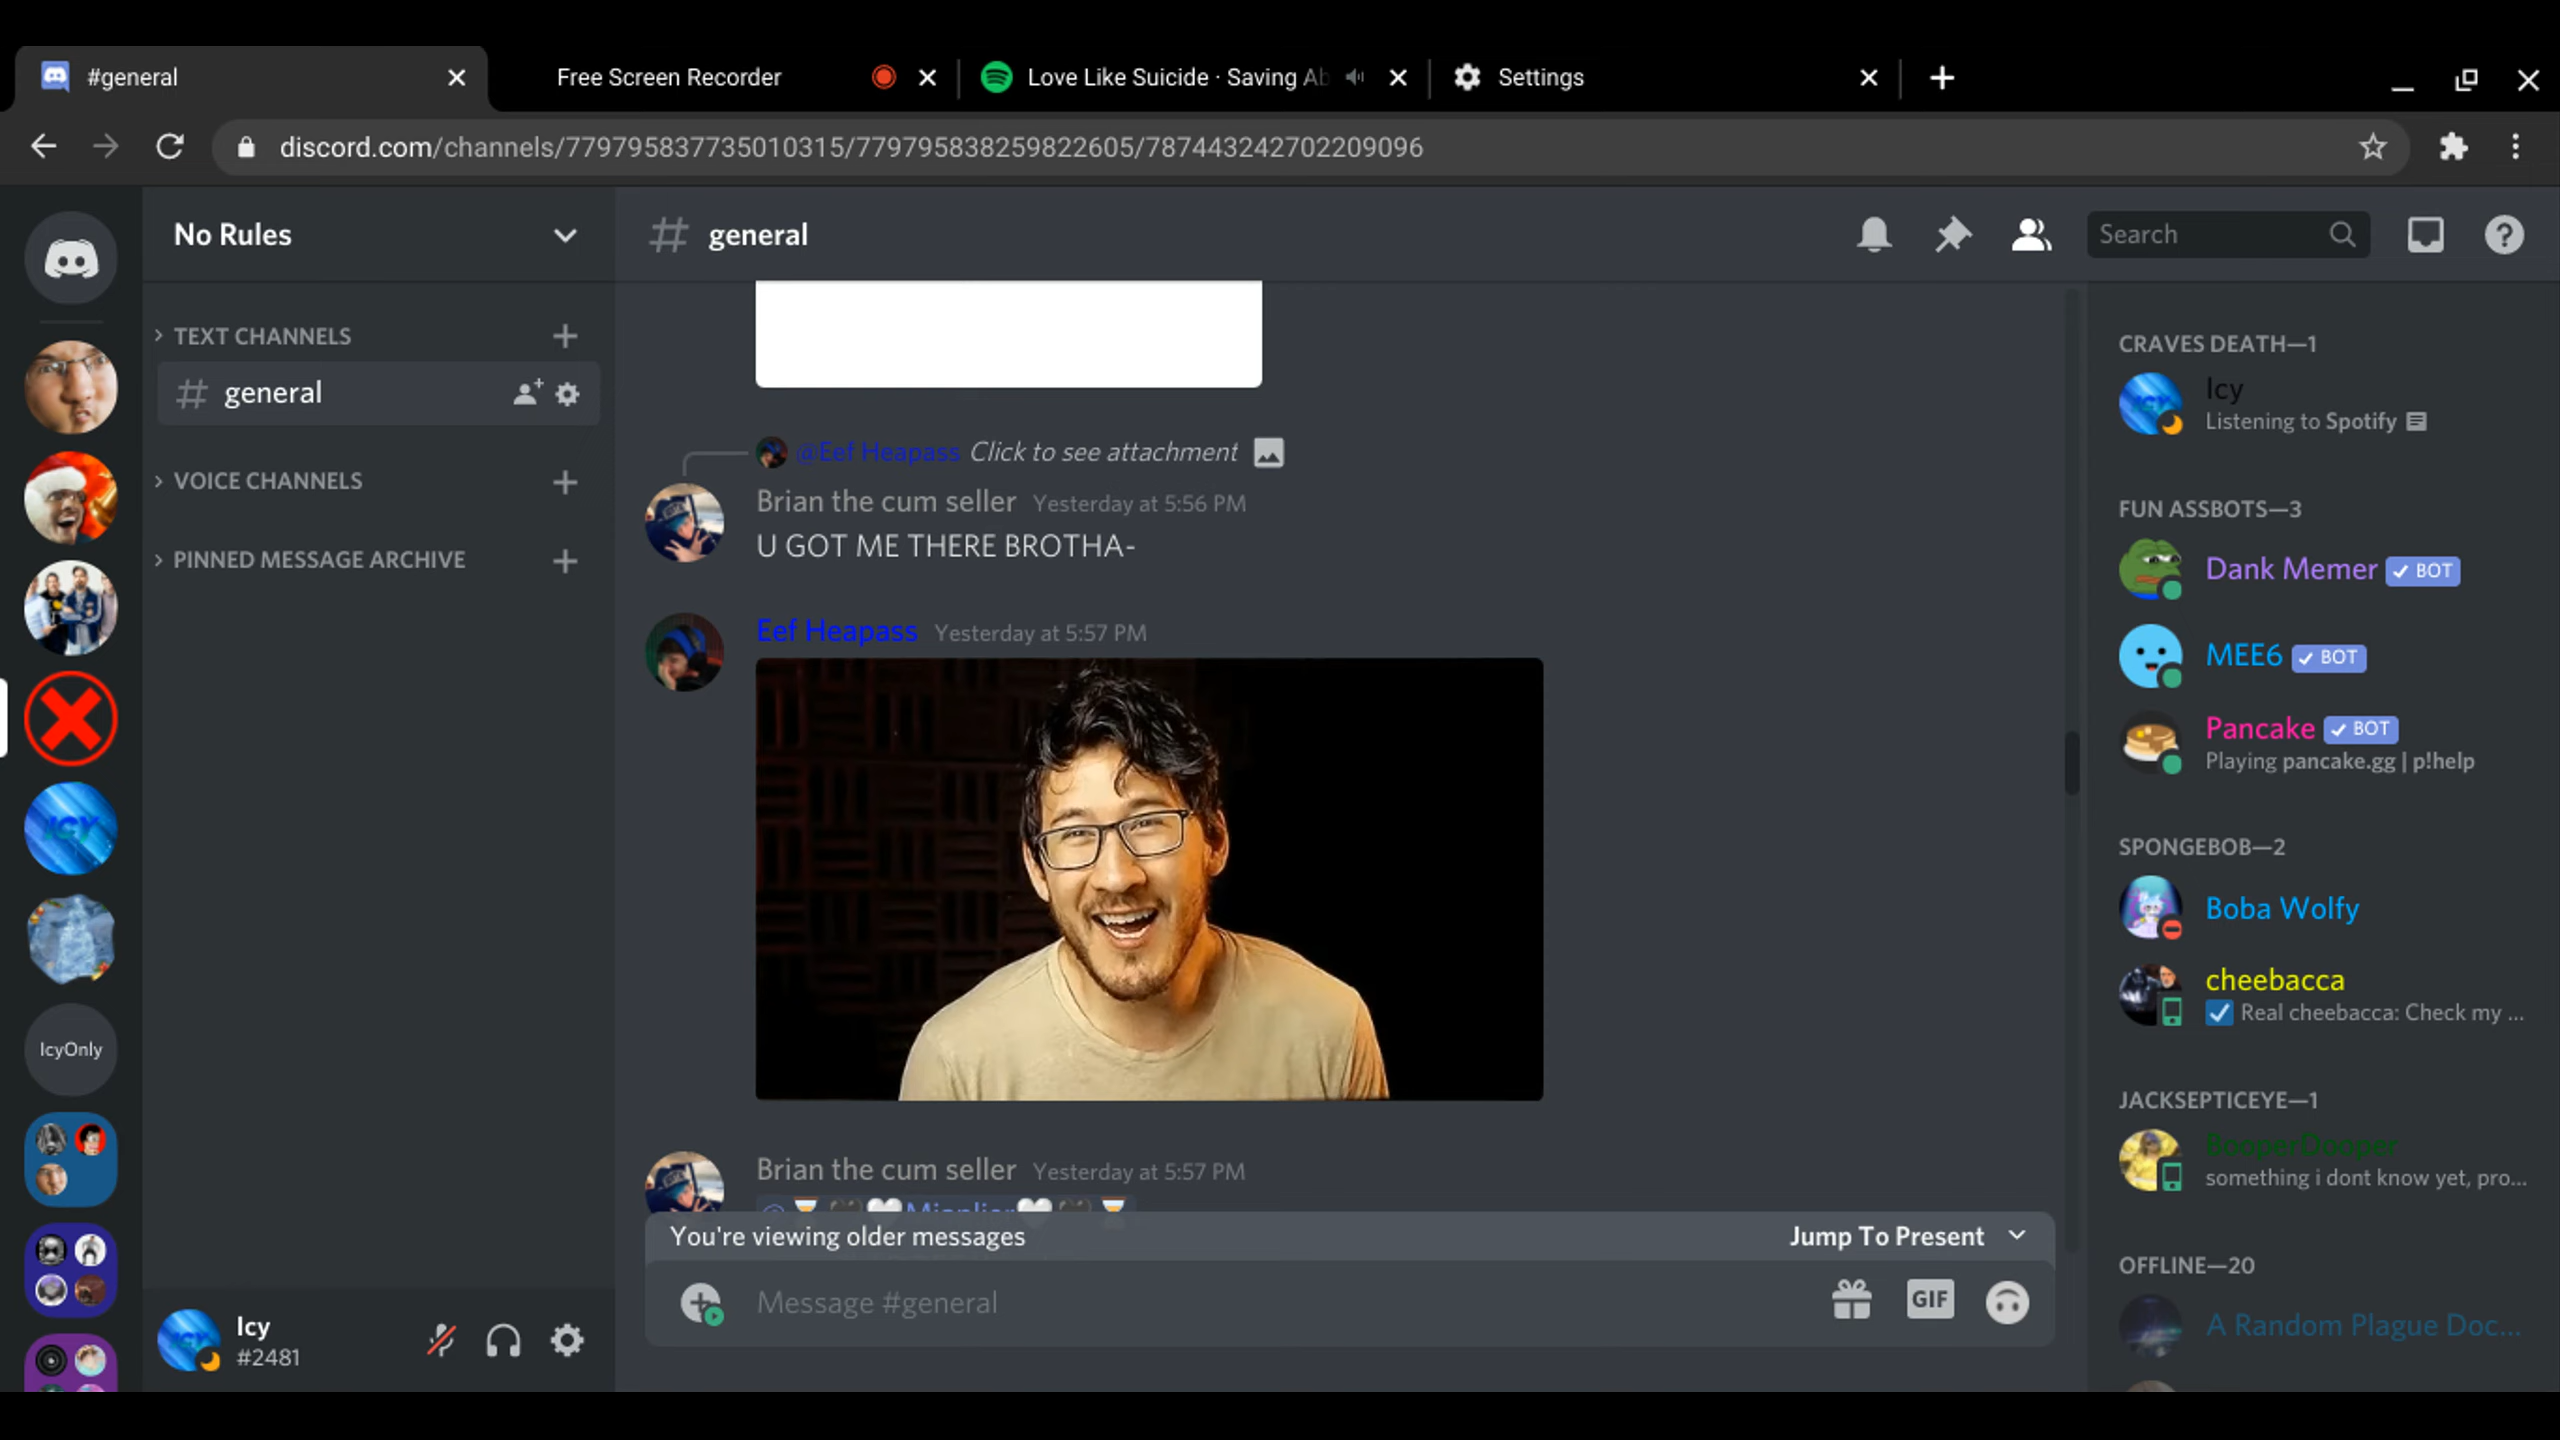 #general
Free Screen Recorder
Love Like Suicide · Saving Ab
Settings
discord.com/channels/779795837735010315/779795838259822605/787443242702209096
No Rules
general
Search
TEXT CHANNELS
general
VOICE CHANNELS
PINNED MESSAGE ARCHIVE
IcyOnly
Icy
#2481
@Eef Heapass Click to see attachment
Brian the cum seller Yesterday at 5:56 PM
U GOT ME THERE BROTHA-
Eef Heapass Yesterday at 5:57 PM
Brian the cum seller Yesterday at 5:57 PM
You're viewing older messages
Jump To Present
Message #general
GIF
CRAVES DEATH—1
Icy
Listening to Spotify
FUN ASSBOTS—3
Dank Memer BOT
MEE6 BOT
Pancake BOT
Playing pancake.gg | p!help
SPONGEBOB—2
Boba Wolfy
cheebacca
Real cheebacca: Check my ...
JACKSEPTICEYE—1
BooperDooper
something i dont know yet, pro...
OFFLINE—20
A Random Plague Doc...